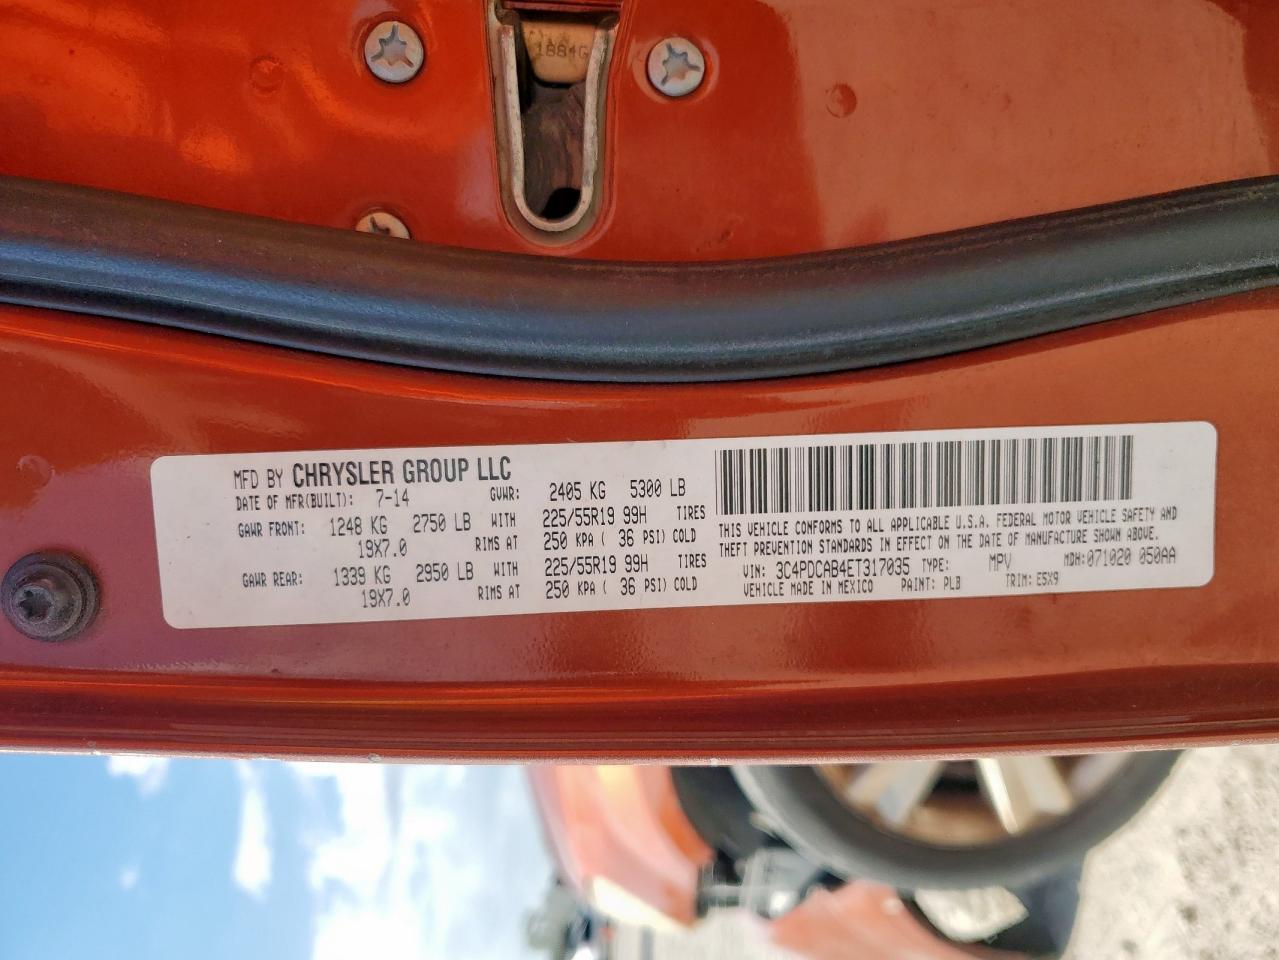 1884G
MFD BY CHRYSLER GROUP LLC
DATE OF MFR(BUILT): 7-14 GVWR: 2405 KG 5300 LB
GAWR FRONT: 1248 KG 2750 LB WITH 225/55R19 99H TIRES
19X7.0 RIMS AT 250 KPA ( 36 PSI) COLD
GAWR REAR: 1339 KG 2950 LB WITH 225/55R19 99H TIRES
19X7.0 RIMS AT 250 KPA ( 36 PSI) COLD
THIS VEHICLE CONFORMS TO ALL APPLICABLE U.S.A. FEDERAL MOTOR VEHICLE SAFETY AND
THEFT PREVENTION STANDARDS IN EFFECT ON THE DATE OF MANUFACTURE SHOWN ABOVE.
VIN: 3C4PDCAB4ET317035 TYPE: MPV MDH:071020 050AA
VEHICLE MADE IN MEXICO PAINT: PLB TRIM: E5X9